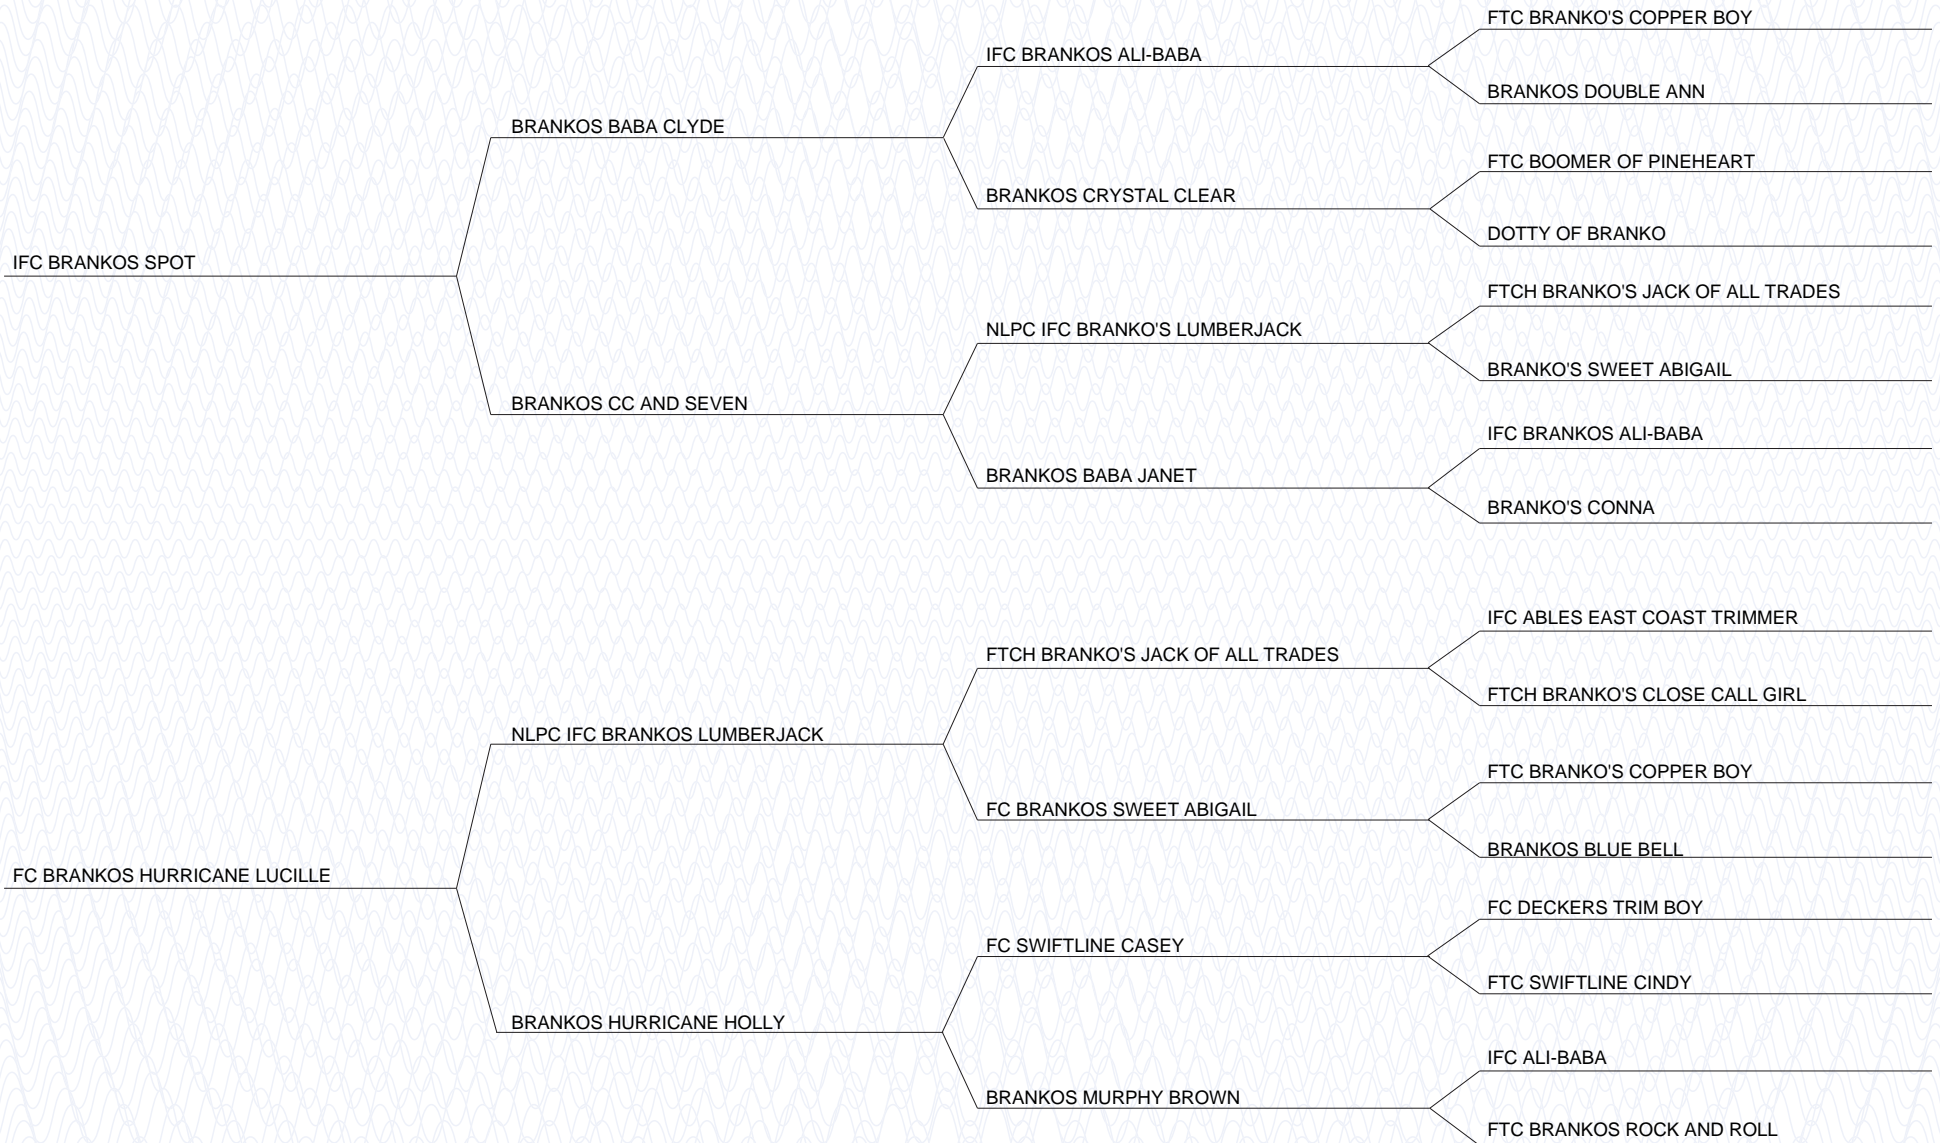 FTC BRANKO'S COPPER BOY
IFC BRANKOS ALI-BABA
BRANKOS DOUBLE ANN
BRANKOS BABA CLYDE
FTC BOOMER OF PINEHEART
BRANKOS CRYSTAL CLEAR
DOTTY OF BRANKO
IFC BRANKOS SPOT
FTCH BRANKO'S JACK OF ALL TRADES
NLPC IFC BRANKO'S LUMBERJACK
BRANKO'S SWEET ABIGAIL
BRANKOS CC AND SEVEN
IFC BRANKOS ALI-BABA
BRANKOS BABA JANET
BRANKO'S CONNA
IFC ABLES EAST COAST TRIMMER
FTCH BRANKO'S JACK OF ALL TRADES
FTCH BRANKO'S CLOSE CALL GIRL
NLPC IFC BRANKOS LUMBERJACK
FTC BRANKO'S COPPER BOY
FC BRANKOS SWEET ABIGAIL
BRANKOS BLUE BELL
FC BRANKOS HURRICANE LUCILLE
FC DECKERS TRIM BOY
FC SWIFTLINE CASEY
FTC SWIFTLINE CINDY
BRANKOS HURRICANE HOLLY
IFC ALI-BABA
BRANKOS MURPHY BROWN
FTC BRANKOS ROCK AND ROLL